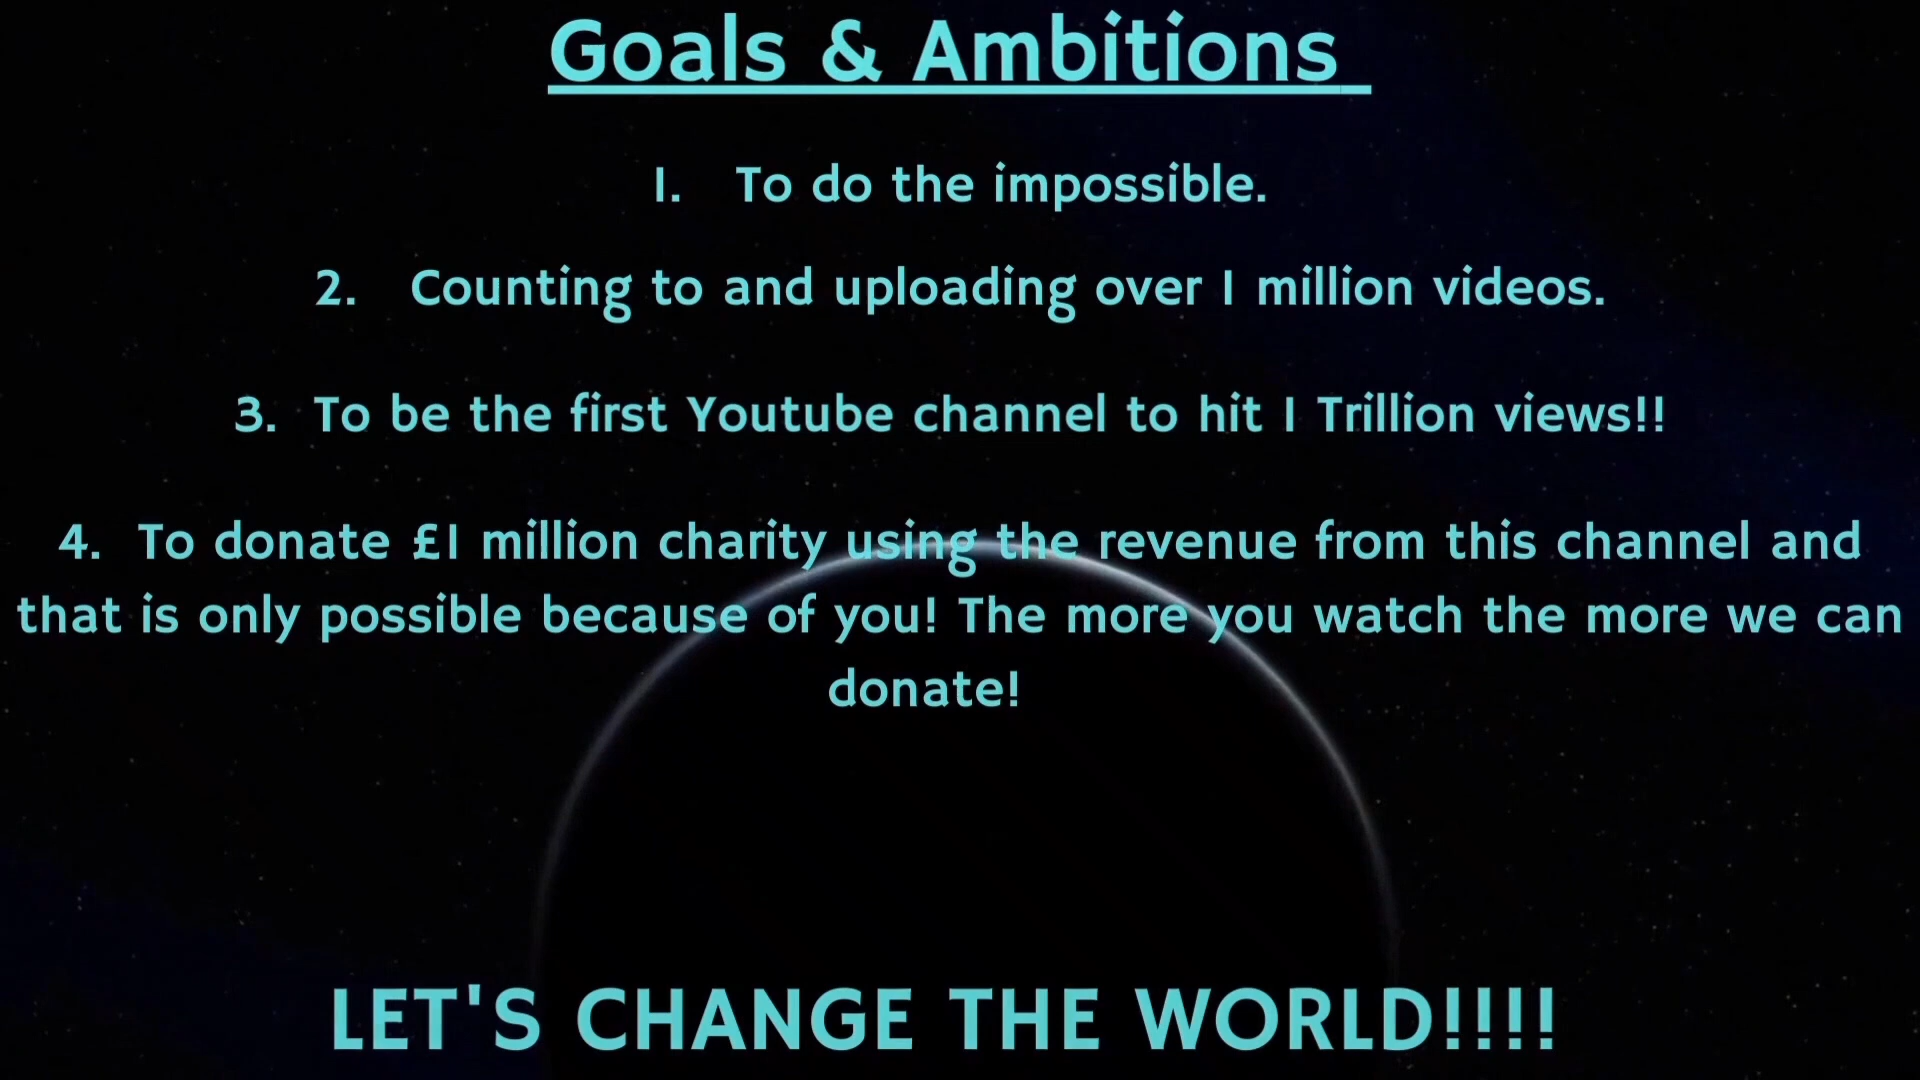 Goals & Ambitions
1. To do the impossible.
2. Counting to and uploading over 1 million videos.
3. To be the first Youtube channel to hit 1 Trillion views!!
4. To donate £1 million charity using the revenue from this channel and
that is only possible because of you! The more you watch the more we can
donate!
LET'S CHANGE THE WORLD!!!!